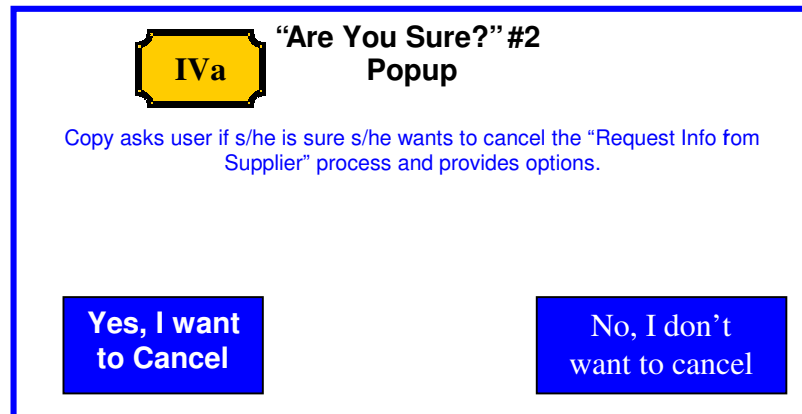 “Are You Sure?” #2
IVa
Popup
Copy asks user if s/he is sure s/he wants to cancel the “Request Info fom
Supplier” process and provides options.
Yes, I want
to Cancel
No, I don’t
want to cancel